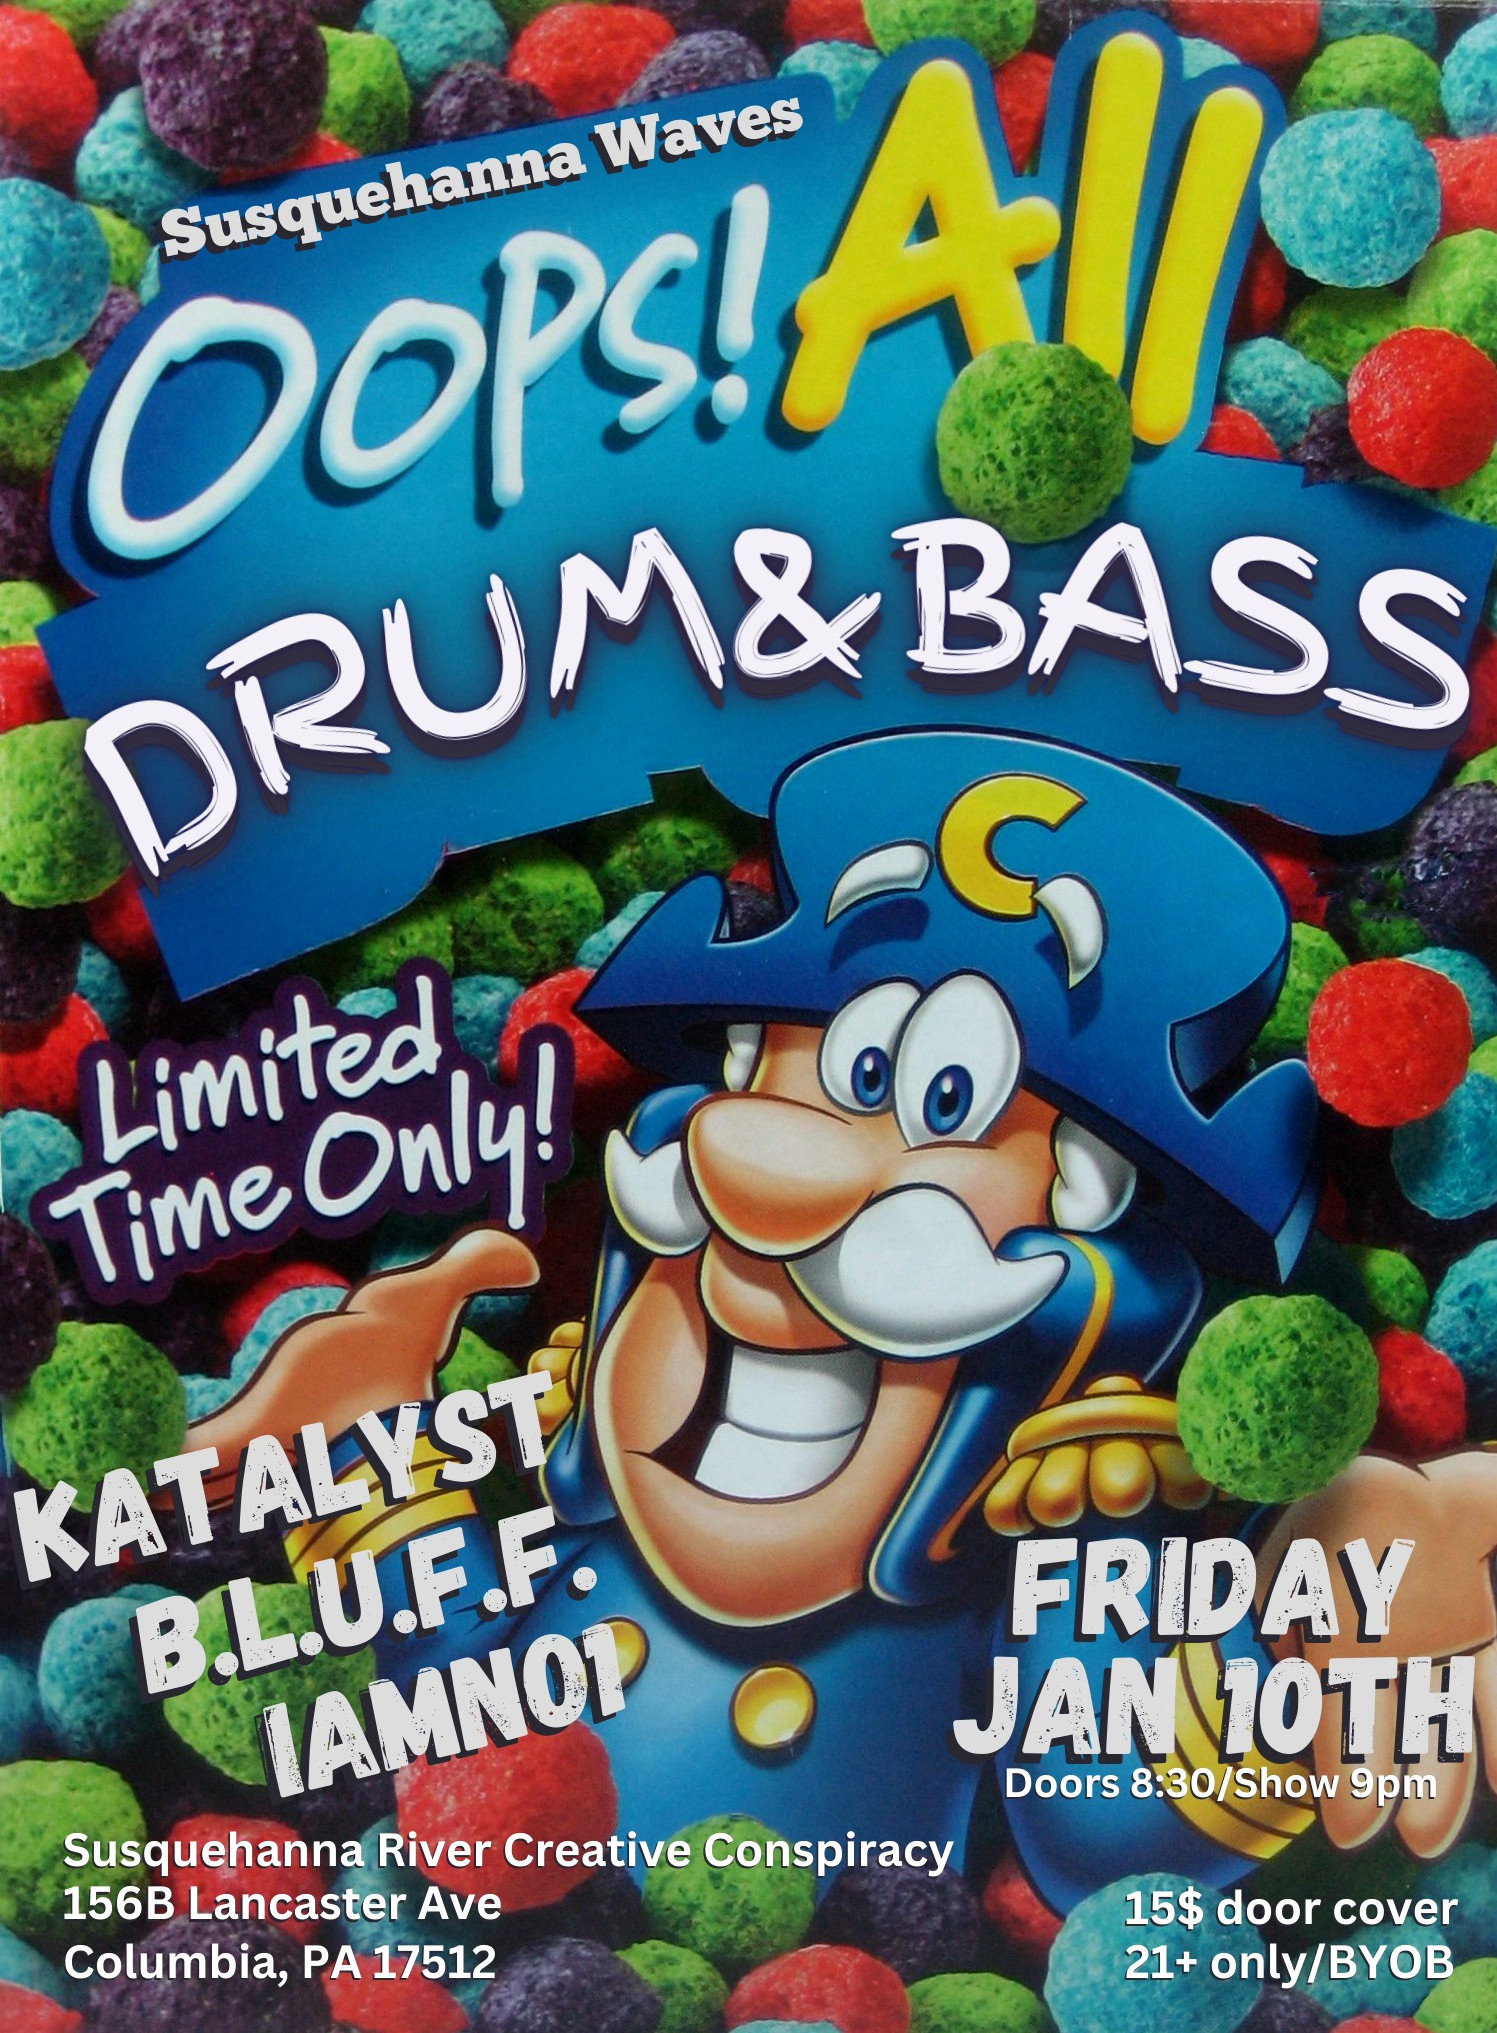 Susquehanna Waves
Oops! All
DRUM&BASS
C
Limited
Time Only!
KATALYST
B.L.U.F.F.
IAMNO1
FRIDAY
JAN 10TH
Doors 8:30/Show 9pm
Susquehanna River Creative Conspiracy
156B Lancaster Ave
Columbia, PA 17512
15$ door cover
21+ only/BYOB